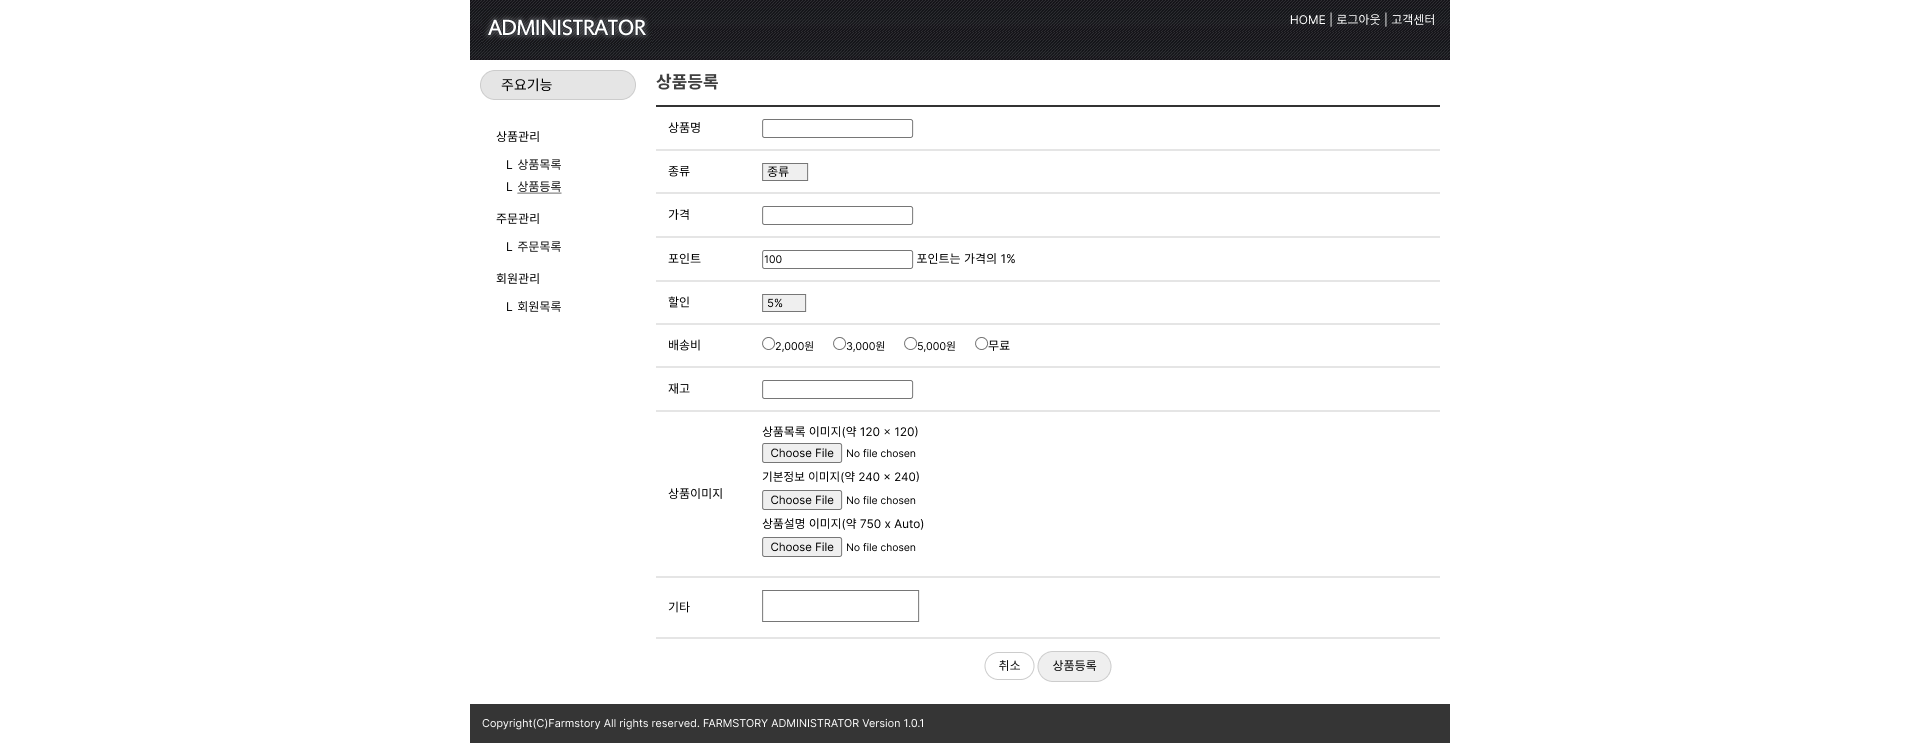 ADMINISTRATOR
HOME | 로그아웃 | 고객센터
주요기능
상품관리
L 상품목록
L 상품등록
주문관리
L 주문목록
회원관리
L 회원목록
상품등록
상품명
종류 종류
가격
포인트 100 포인트는 가격의 1%
할인 5%
배송비 2,000원 3,000원 5,000원 무료
재고
상품이미지
상품목록 이미지(약 120 × 120)
Choose File No file chosen
기본정보 이미지(약 240 × 240)
Choose File No file chosen
상품설명 이미지(약 750 x Auto)
Choose File No file chosen
기타
취소 상품등록
Copyright(C)Farmstory All rights reserved. FARMSTORY ADMINISTRATOR Version 1.0.1